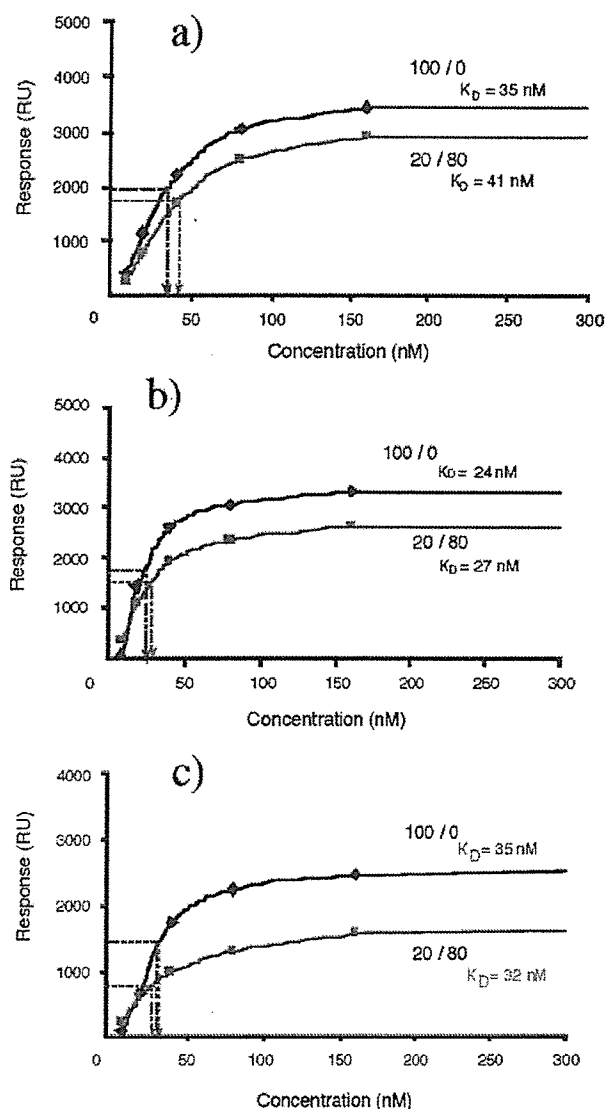 a)
5000
4000
3000
2000
1000
0
Response (RU)
100 / 0
K_D = 35 nM
20 / 80
K_D = 41 nM
50 100 150 200 250 300
Concentration (nM)
b)
5000
4000
3000
2000
1000
0
Response (RU)
100 / 0
K_D = 24 nM
20 / 80
K_D = 27 nM
50 100 150 200 250 300
Concentration (nM)
c)
4000
3000
2000
1000
0
Response (RU)
100 / 0
K_D = 35 nM
20 / 80
K_D = 32 nM
50 100 150 200 250 300
Concentration (nM)